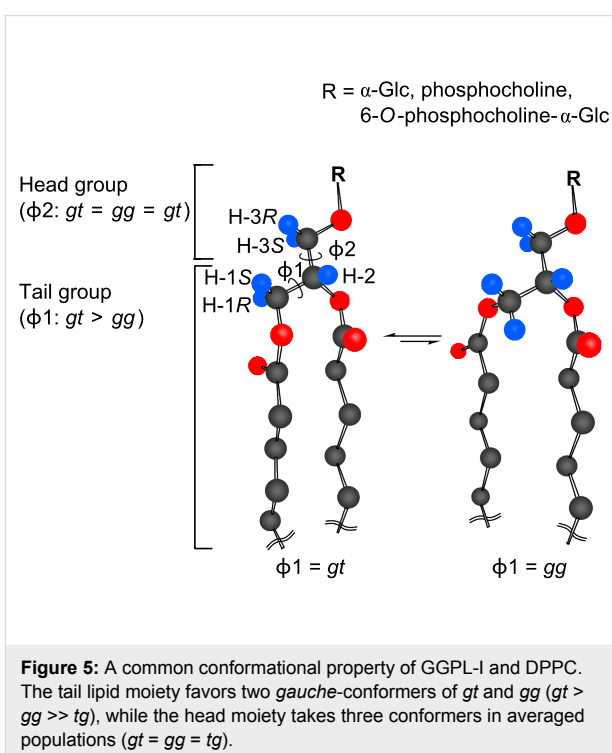 R = α-Glc, phosphocholine,
6-O-phosphocholine-α-Glc
R
R
Head group
(ϕ2: gt = gg = gt)
H-3R
H-3S
ϕ2
H-1S
ϕ1
H-2
H-1R
Tail group
(ϕ1: gt > gg)
ϕ1 = gt
ϕ1 = gg
Figure 5: A common conformational property of GGPL-I and DPPC.
The tail lipid moiety favors two gauche-conformers of gt and gg (gt >
gg >> tg), while the head moiety takes three conformers in averaged
populations (gt = gg = tg).